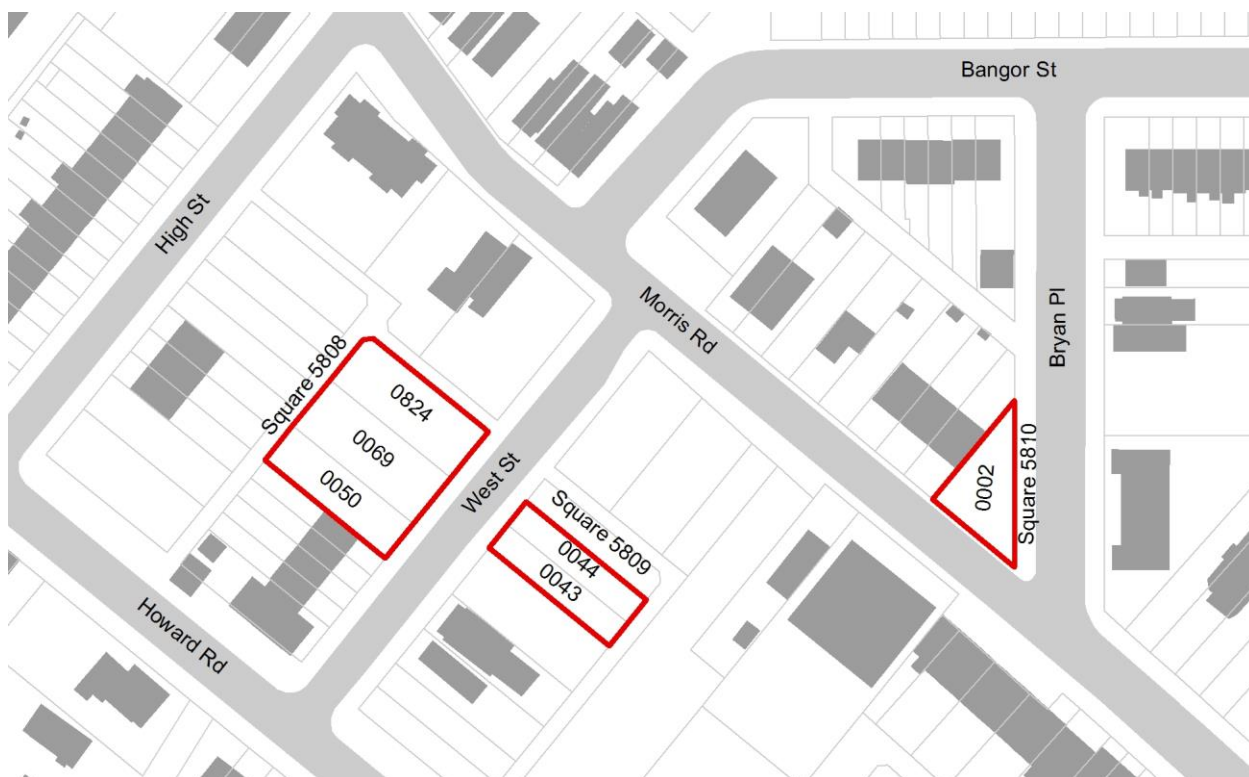 Bangor St
High St
Morris Rd
Bryan Pl
Square 5808
0824
0069
0050
West St
Square 5809
0044
0043
0002
Square 5810
Howard Rd